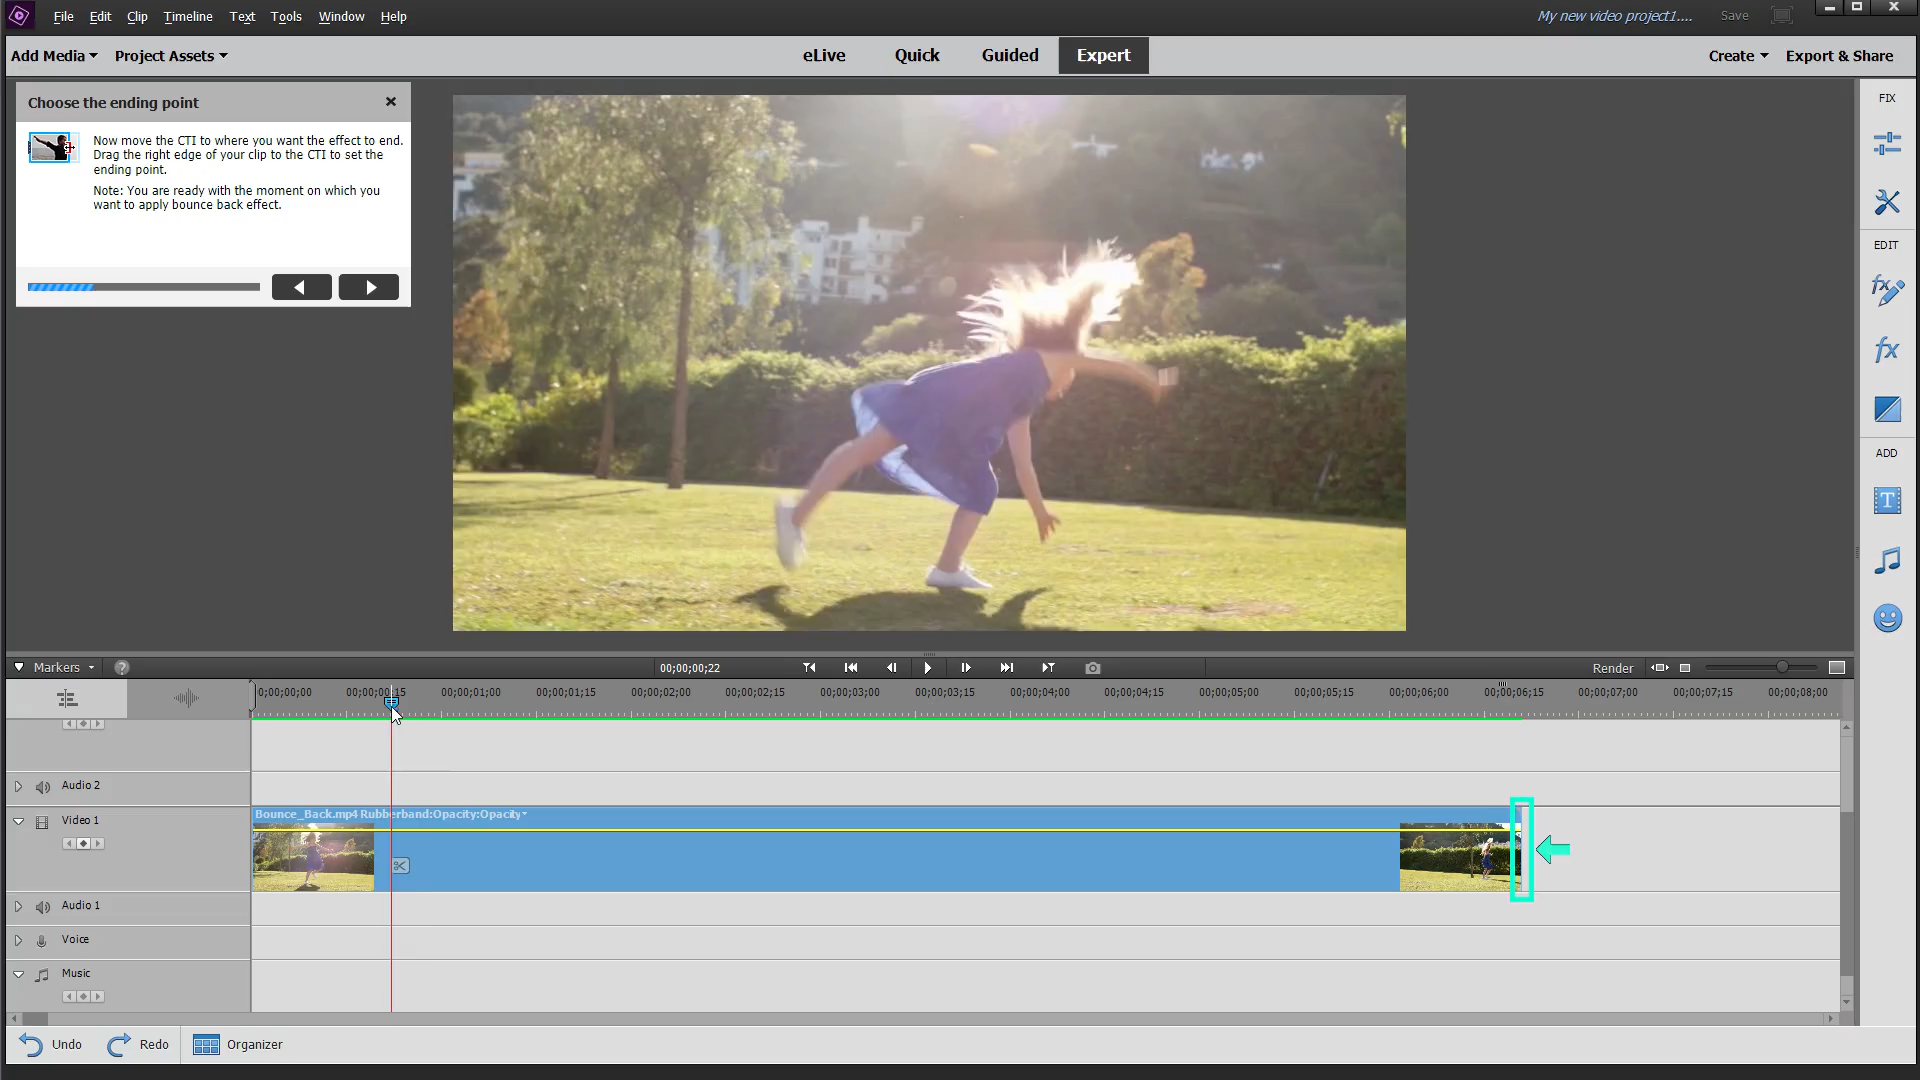 File Edit Clip Timeline Text Tools Window Help
My new video project1.... Save
Add Media Project Assets
eLive Quick Guided Expert
Create Export & Share
Choose the ending point
Now move the CTI to where you want the effect to end.
Drag the right edge of your clip to the CTI to set the
ending point.
Note: You are ready with the moment on which you
want to apply bounce back effect.
FIX
EDIT
fx
fx
ADD
T
Markers ? 00;00;00;22 Render
0;00;00;00 00;00;00;15 00;00;01;00 00;00;01;15 00;00;02;00 00;00;02;15 00;00;03;00 00;00;03;15 00;00;04;00 00;00;04;15 00;00;05;00 00;00;05;15 00;00;06;00 00;00;06;15 00;00;07;00 00;00;07;15 00;00;08;00
Audio 2
Bounce_Back.mp4 Rubberband:Opacity:Opacity
Video 1
Audio 1
Voice
Music
Undo Redo Organizer